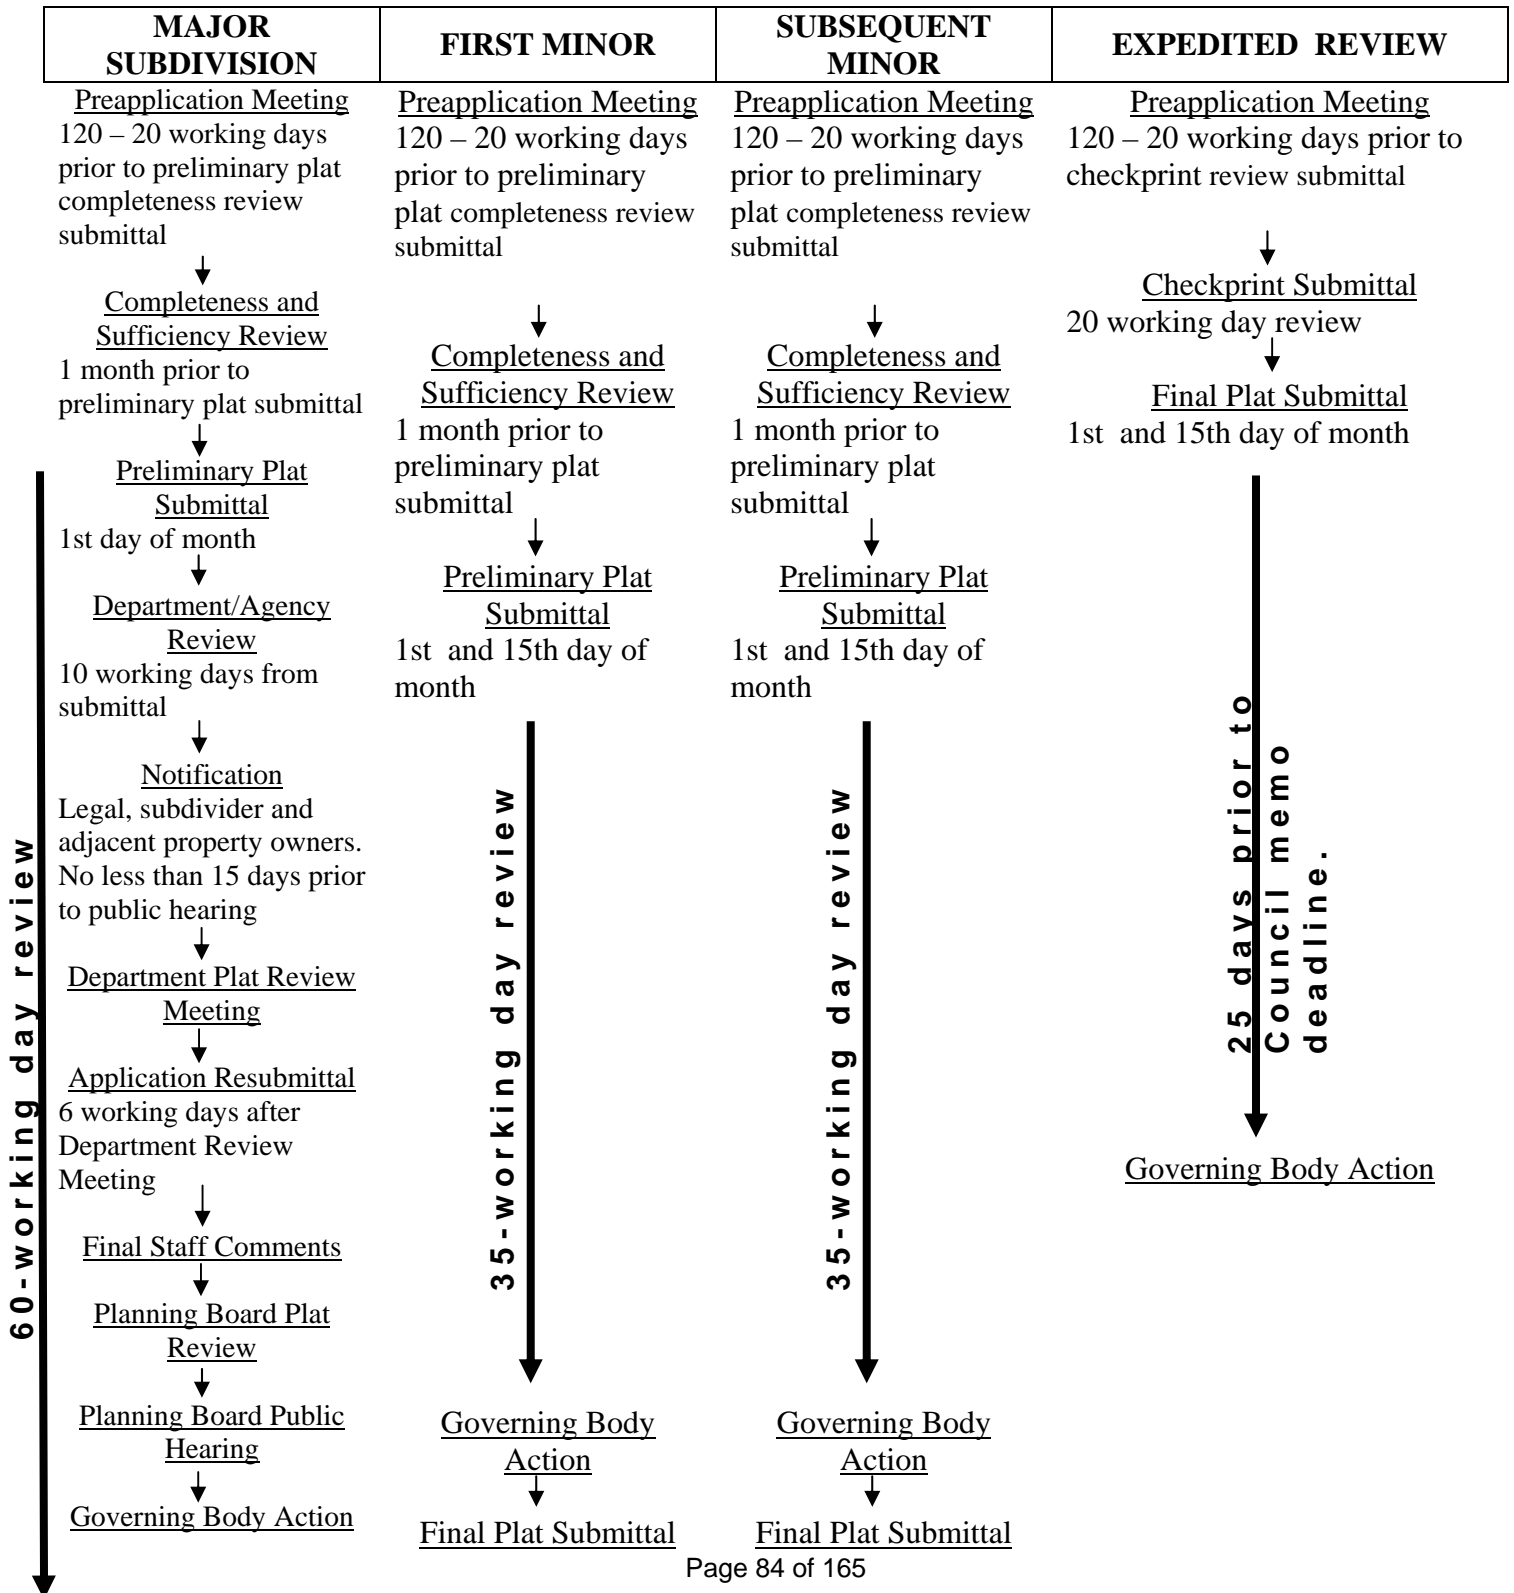 MAJOR
SUBDIVISION
FIRST MINOR
SUBSEQUENT
MINOR
EXPEDITED REVIEW
Preapplication Meeting
120 – 20 working days
prior to preliminary plat
completeness review
submittal
Completeness and
Sufficiency Review
1 month prior to
preliminary plat submittal
Preliminary Plat
Submittal
1st day of month
Department/Agency
Review
10 working days from
submittal
Notification
Legal, subdivider and
adjacent property owners.
No less than 15 days prior
to public hearing
Department Plat Review
Meeting
Application Resubmittal
6 working days after
Department Review
Meeting
Final Staff Comments
Planning Board Plat
Review
Planning Board Public
Hearing
Governing Body Action
60-working day review
Preapplication Meeting
120 – 20 working days
prior to preliminary
plat completeness review
submittal
Completeness and
Sufficiency Review
1 month prior to
preliminary plat
submittal
Preliminary Plat
Submittal
1st and 15th day of
month
35-working day review
Governing Body
Action
Final Plat Submittal
Preapplication Meeting
120 – 20 working days
prior to preliminary
plat completeness review
submittal
Completeness and
Sufficiency Review
1 month prior to
preliminary plat
submittal
Preliminary Plat
Submittal
1st and 15th day of
month
35-working day review
Governing Body
Action
Final Plat Submittal
Preapplication Meeting
120 – 20 working days prior to
checkprint review submittal
Checkprint Submittal
20 working day review
Final Plat Submittal
1st and 15th day of month
25 days prior to
Council memo
deadline.
Governing Body Action
Page 84 of 165